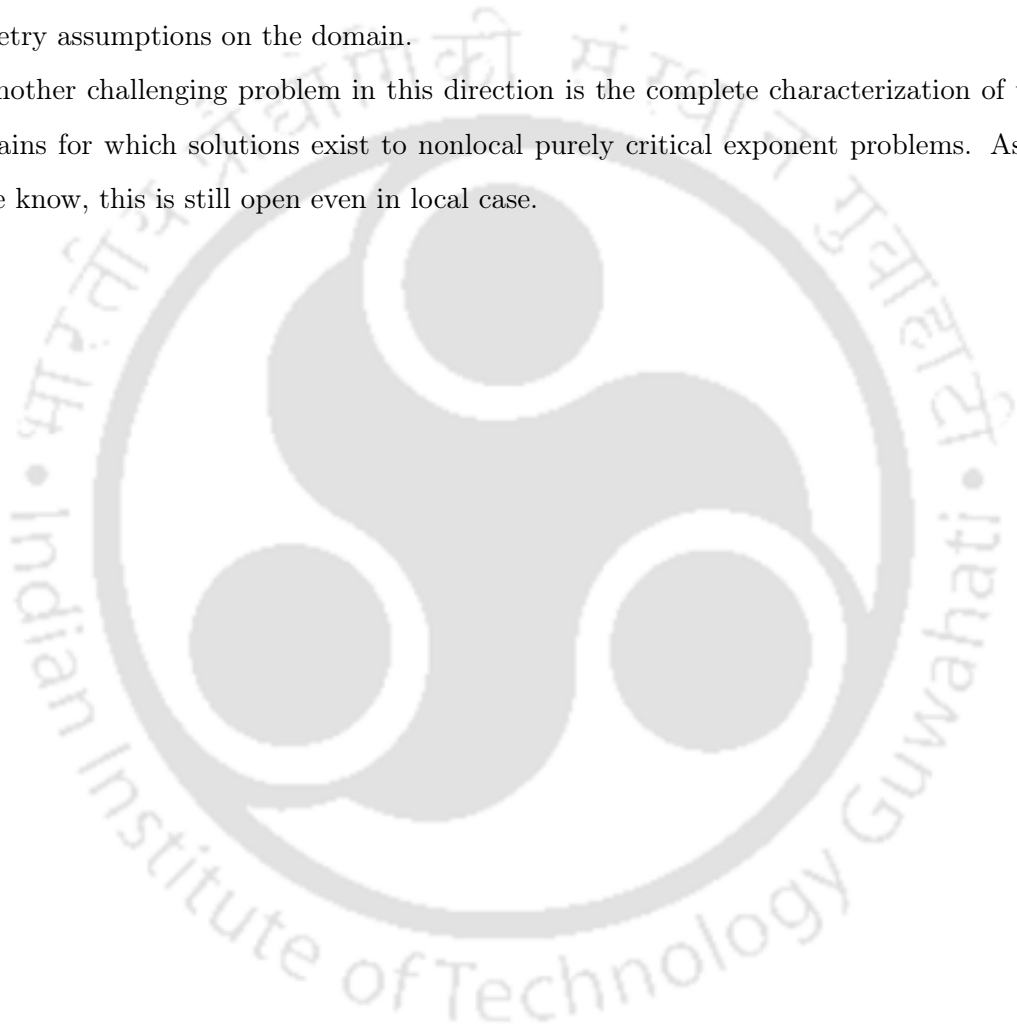 etry assumptions on the domain.
nother challenging problem in this direction is the complete characterization of
ains for which solutions exist to nonlocal purely critical exponent problems. As
e know, this is still open even in local case.
भारतीय प्रौद्योगिकी संस्थान गुवाहाटी
• Indian Institute of Technology Guwahati •